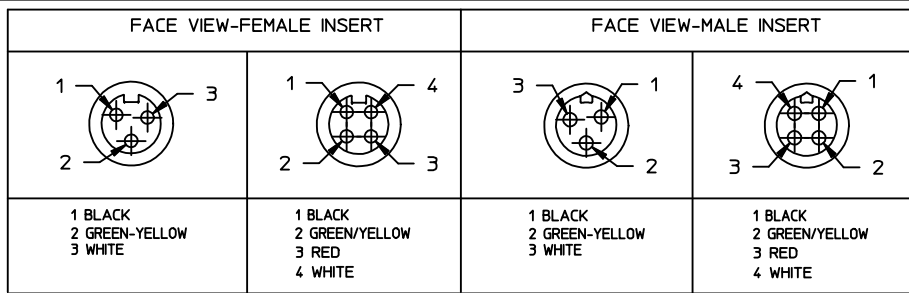 FACE VIEW-FEMALE INSERT
FACE VIEW-MALE INSERT
1
3
2
1
4
2
3
3
1
2
4
1
3
2
1 BLACK
2 GREEN-YELLOW
3 WHITE
1 BLACK
2 GREEN/YELLOW
3 RED
4 WHITE
1 BLACK
2 GREEN-YELLOW
3 WHITE
1 BLACK
2 GREEN/YELLOW
3 RED
4 WHITE